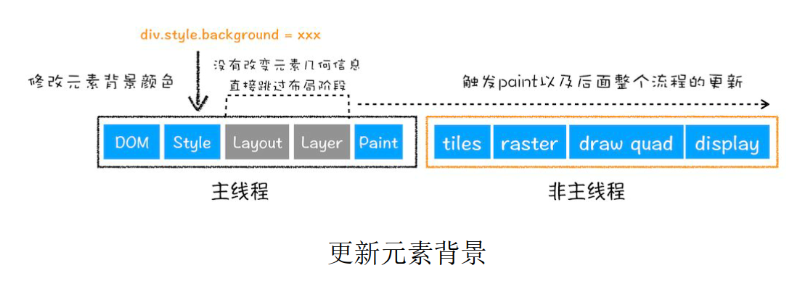 div.style.background = xxx
修改元素背景颜色
没有改变元素几何信息
直接跳过布局阶段
触发paint以及后面整个流程的更新
DOM Style Layout Layer Paint
tiles raster draw quad display
主线程
非主线程
更新元素背景